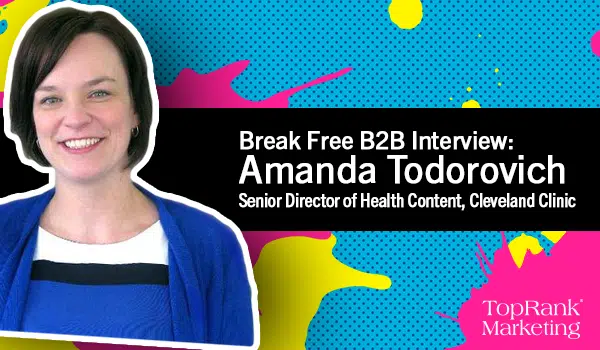 Break Free B2B Interview:
Amanda Todorovich
Senior Director of Health Content, Cleveland Clinic
TopRank®
Marketing